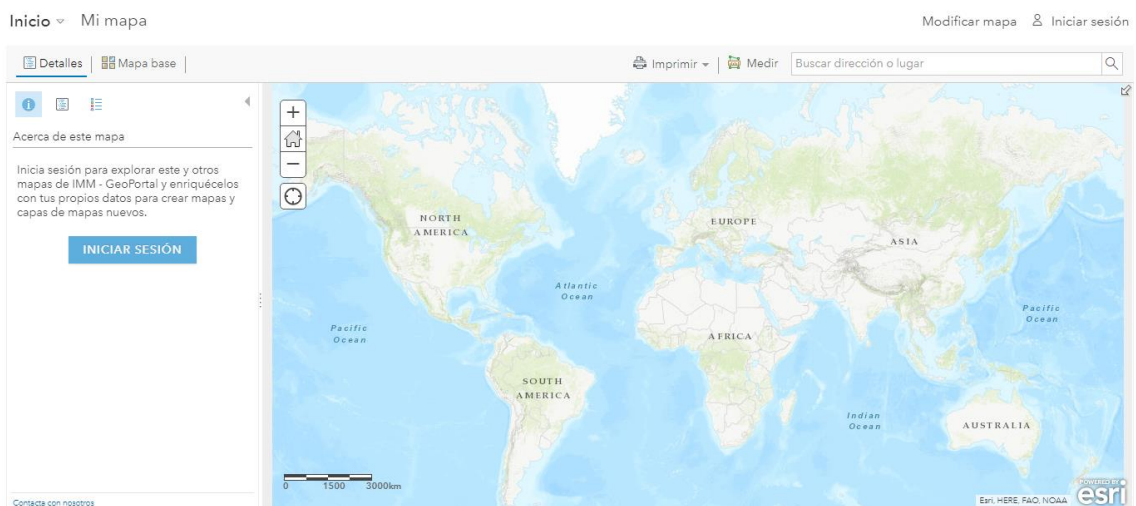 Inicio Mi mapa
Modificar mapa Iniciar sesión
Detalles Mapa base
Imprimir Medir Buscar dirección o lugar
Acerca de este mapa
Inicia sesión para explorar este y otros
mapas de IMM - GeoPortal y enriquécelos
con tus propios datos para crear mapas y
capas de mapas nuevos.
INICIAR SESIÓN
Contacta con nosotros
NORTH
AMERICA
EUROPE
ASIA
Atlantic
Ocean
Pacific
Ocean
Pacific
Ocean
AFRICA
SOUTH
AMERICA
Indian
Ocean
AUSTRALIA
0 1500 3000km
Esri, HERE, FAO, NOAA
POWERED BY
esri